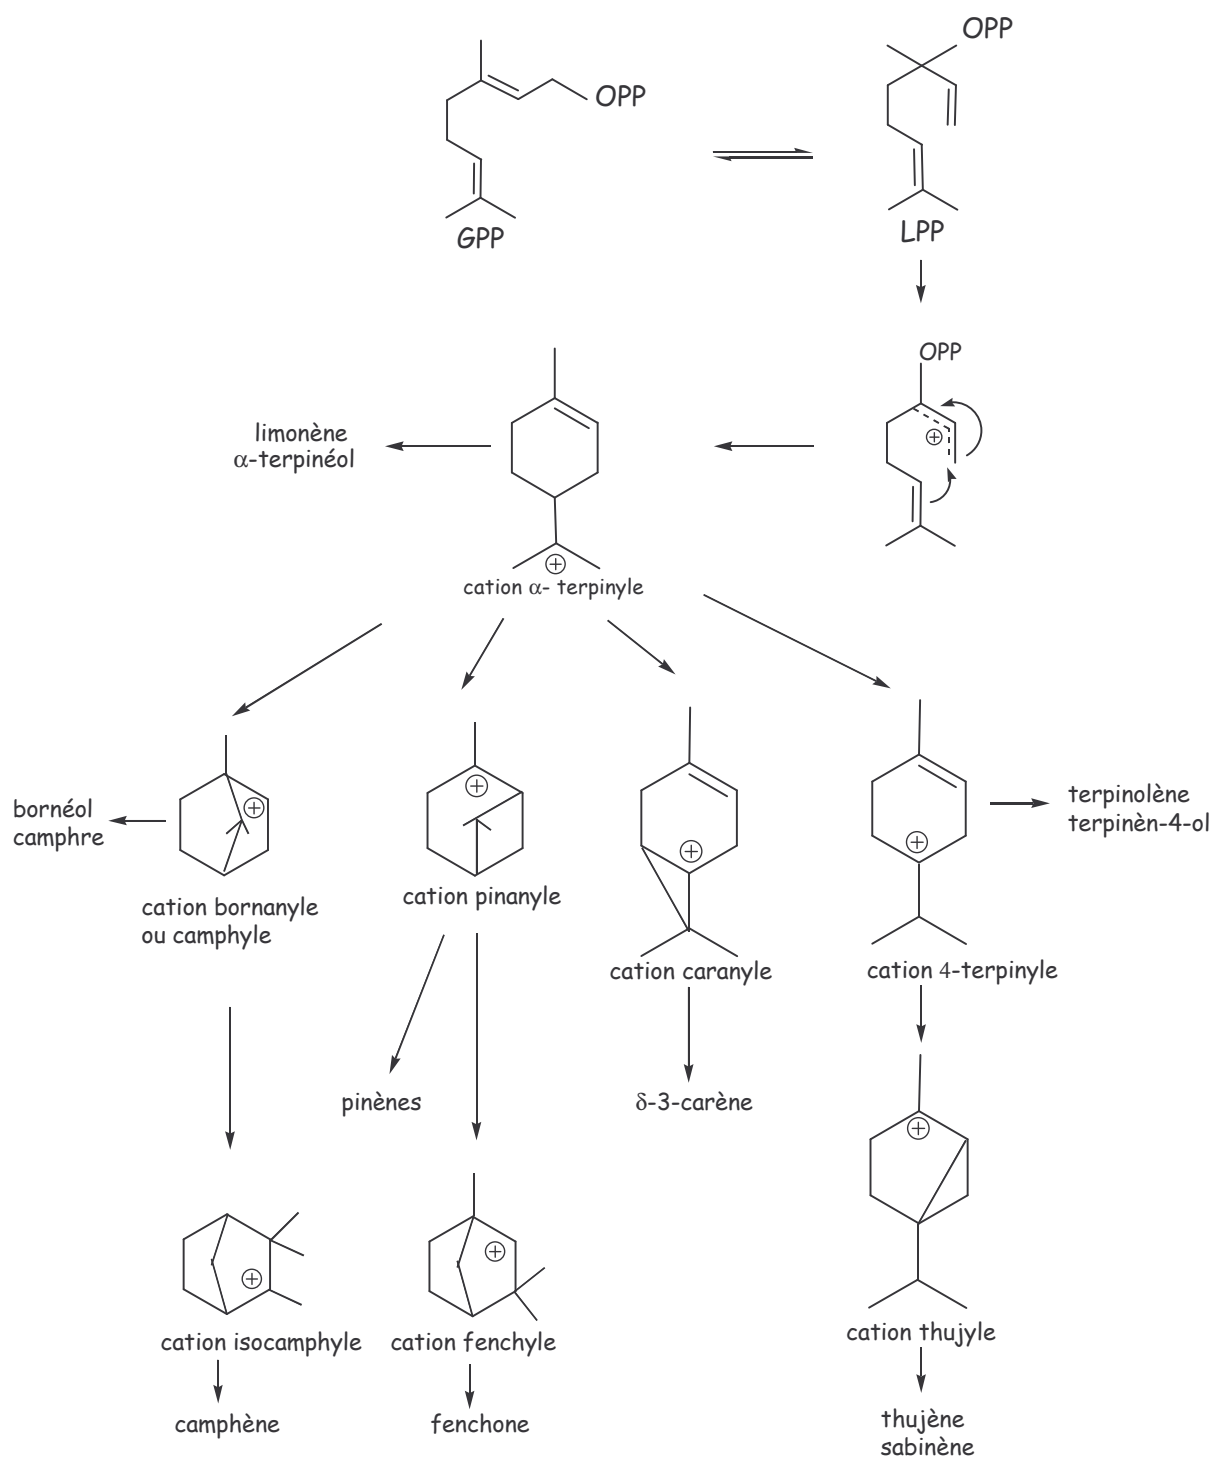 OPP
OPP
GPP
LPP
OPP
limonène
α-terpinéol
cation α- terpinyle
bornéol
camphre
terpinolène
terpinèn-4-ol
cation bornanyle
ou camphyle
cation pinanyle
cation caranyle
cation 4-terpinyle
pinènes
δ-3-carène
cation isocamphyle
cation fenchyle
cation thujyle
camphène
fenchone
thujène
sabinène